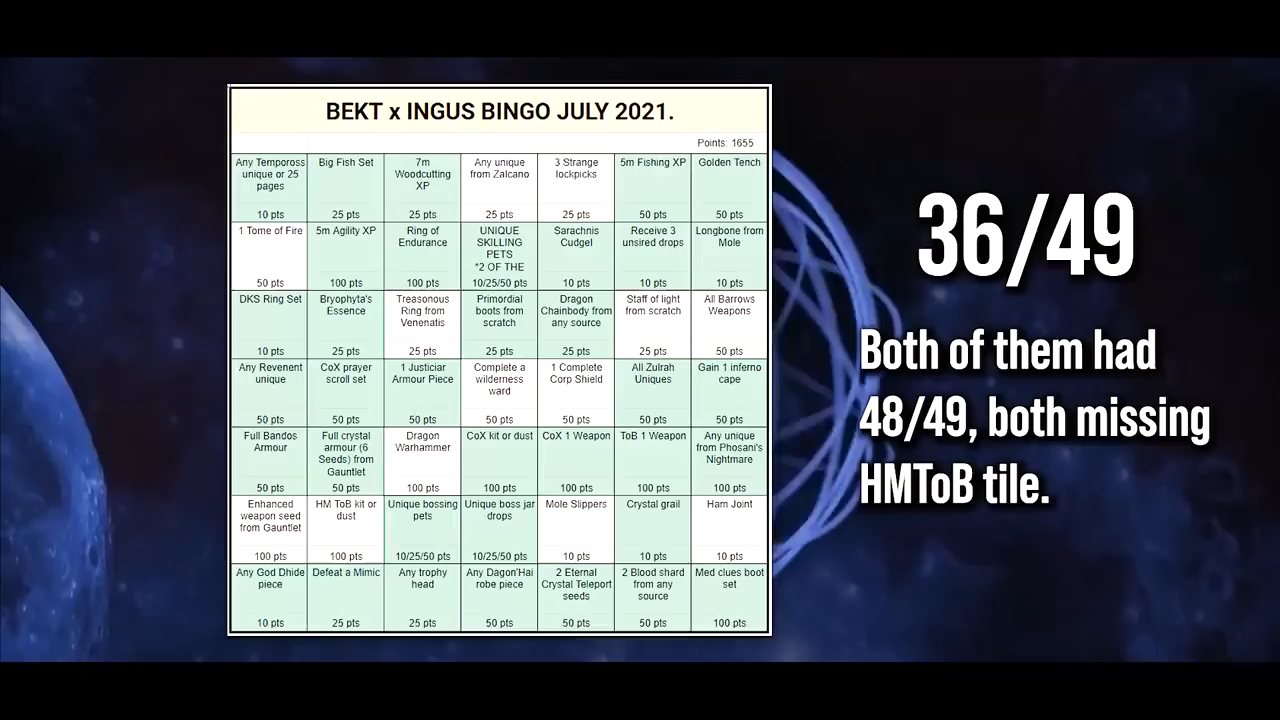 BEKT x INGUS BINGO JULY 2021.
Points: 1655
Any Tempoross
unique or 25
pages
10 pts
Big Fish Set
25 pts
7m
Woodcutting
XP
25 pts
Any unique
from Zalcano
25 pts
3 Strange
lockpicks
25 pts
5m Fishing XP
50 pts
Golden Tench
50 pts
1 Tome of Fire
50 pts
5m Agility XP
100 pts
Ring of
Endurance
100 pts
UNIQUE
SKILLING
PETS
*2 OF THE
10/25/50 pts
Sarachnis
Cudgel
10 pts
Receive 3
unsired drops
10 pts
Longbone from
Mole
10 pts
DKS Ring Set
10 pts
Bryophyta's
Essence
25 pts
Treasonous
Ring from
Venenatis
25 pts
Primordial
boots from
scratch
25 pts
Dragon
Chainbody from
any source
25 pts
Staff of light
from scratch
25 pts
All Barrows
Weapons
50 pts
Any Revenent
unique
50 pts
CoX prayer
scroll set
50 pts
1 Justiciar
Armour Piece
50 pts
Complete a
wilderness
ward
50 pts
1 Complete
Corp Shield
50 pts
All Zulrah
Uniques
50 pts
Gain 1 inferno
cape
50 pts
Full Bandos
Armour
50 pts
Full crystal
armour (6
Seeds) from
Gauntlet
50 pts
Dragon
Warhammer
100 pts
CoX kit or dust
100 pts
CoX 1 Weapon
100 pts
ToB 1 Weapon
100 pts
Any unique
from Phosani's
Nightmare
100 pts
Enhanced
weapon seed
from Gauntlet
100 pts
HM ToB kit or
dust
100 pts
Unique bossing
pets
10/25/50 pts
Unique boss jar
drops
10/25/50 pts
Mole Slippers
10 pts
Crystal grail
10 pts
Ham Joint
10 pts
Any God Dhide
piece
10 pts
Defeat a Mimic
25 pts
Any trophy
head
25 pts
Any Dagon'Hai
robe piece
50 pts
2 Eternal
Crystal Teleport
seeds
50 pts
2 Blood shard
from any
source
50 pts
Med clues boot
set
100 pts
36/49
Both of them had
48/49, both missing
HMToB tile.